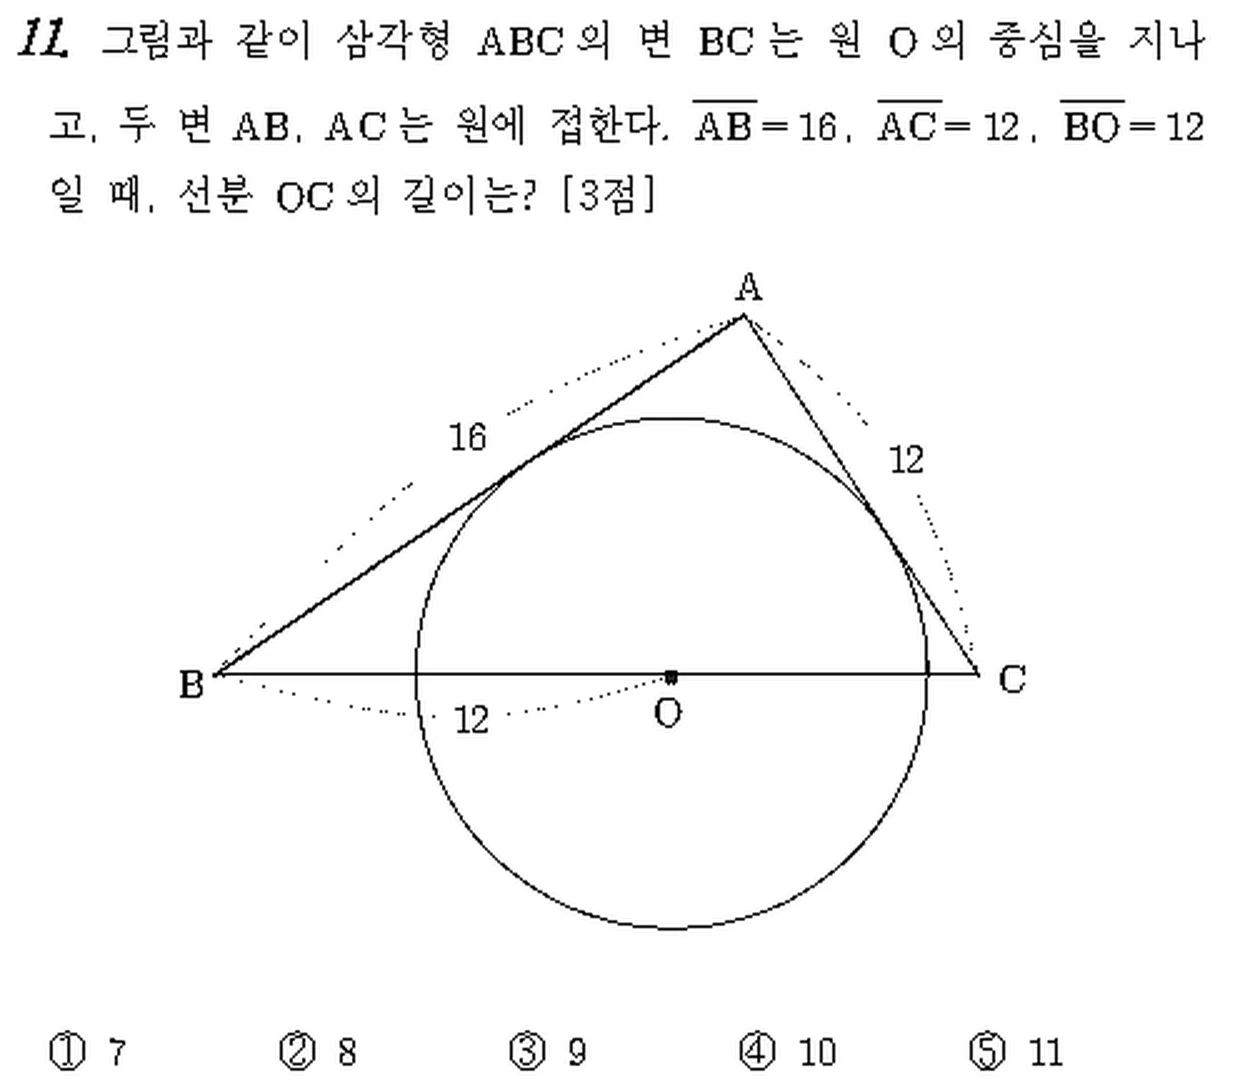 11. 그림과 같이 삼각형 ABC의 변 BC는 원 O의 중심을 지나
고, 두 변 AB, AC는 원에 접한다. \overline{AB}=16, \overline{AC}=12, \overline{BO}=12
일 때, 선분 OC의 길이는? [3점]
A
16
12
B
C
12
O
① 7 ② 8 ③ 9 ④ 10 ⑤ 11